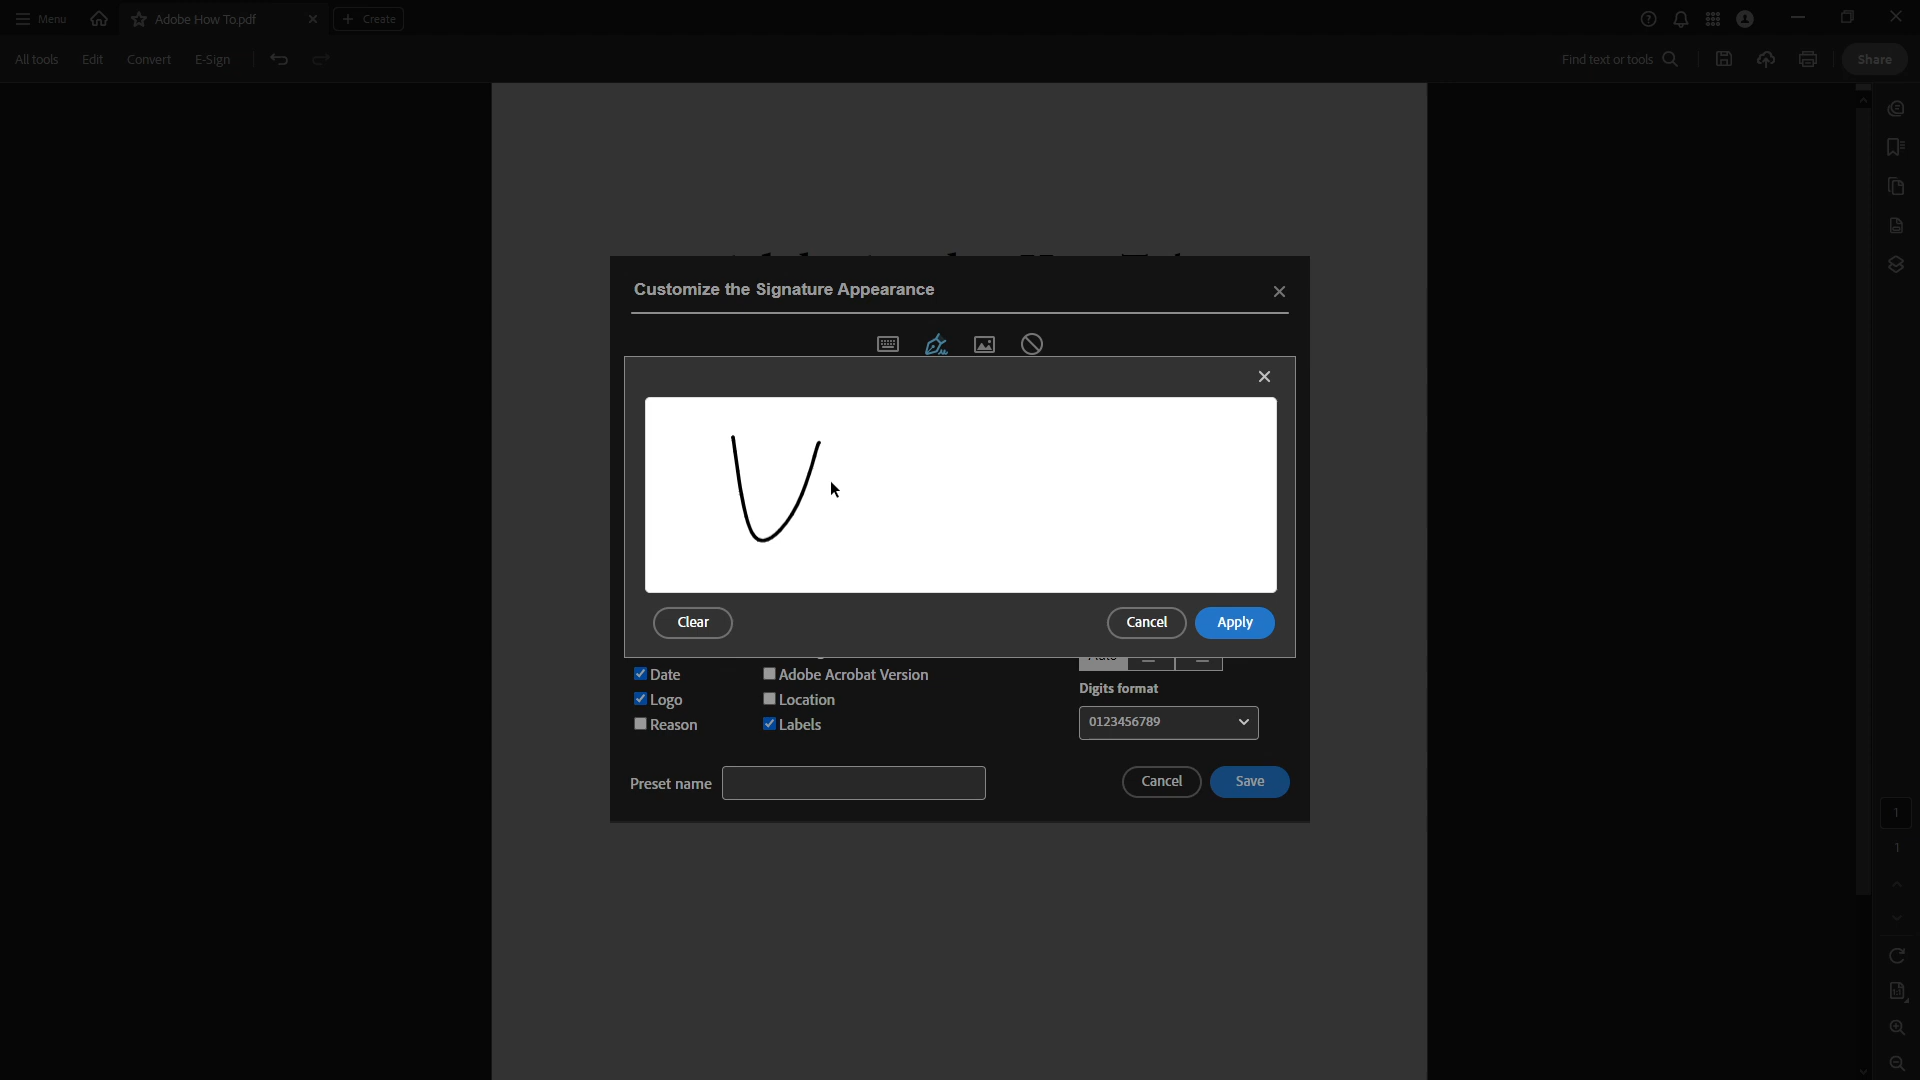 Menu
Adobe How To.pdf
Create
All tools
Edit
Convert
E-Sign
Find text or tools
Share
Customize the Signature Appearance
Clear
Cancel
Apply
Date
Adobe Acrobat Version
Logo
Location
Reason
Labels
Digits format
0123456789
Preset name
Cancel
Save
1
1